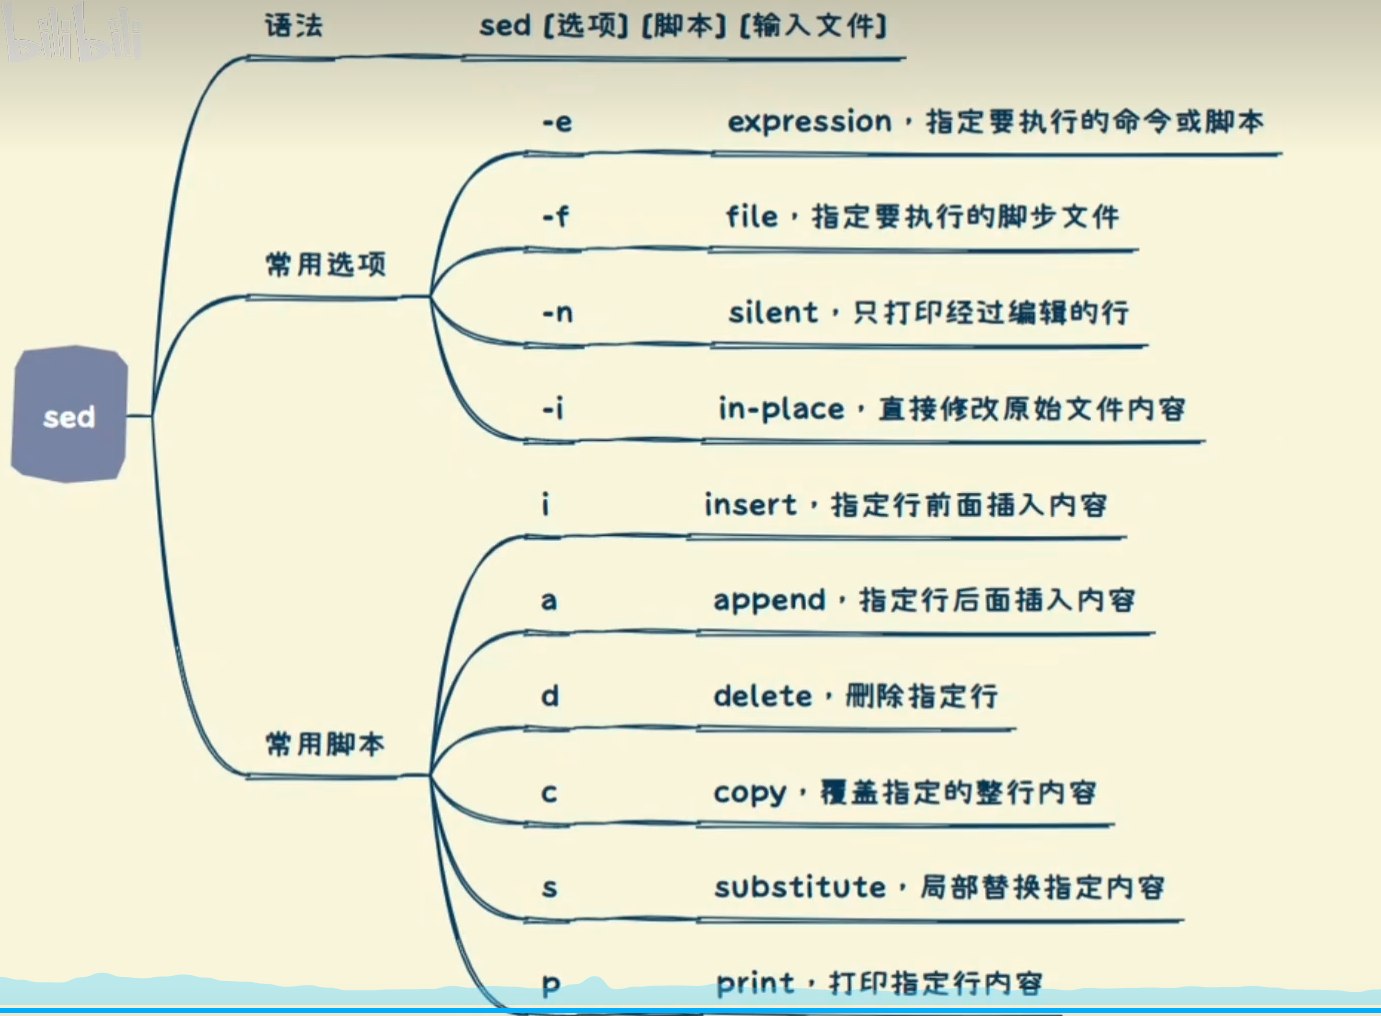 bilibili
语法 sed [选项] [脚本] [输入文件]
-e expression，指定要执行的命令或脚本
-f file，指定要执行的脚步文件
常用选项
-n silent，只打印经过编辑的行
-i in-place，直接修改原始文件内容
sed
i insert，指定行前面插入内容
a append，指定行后面插入内容
d delete，删除指定行
常用脚本
c copy，覆盖指定的整行内容
s substitute，局部替换指定内容
p print，打印指定行内容